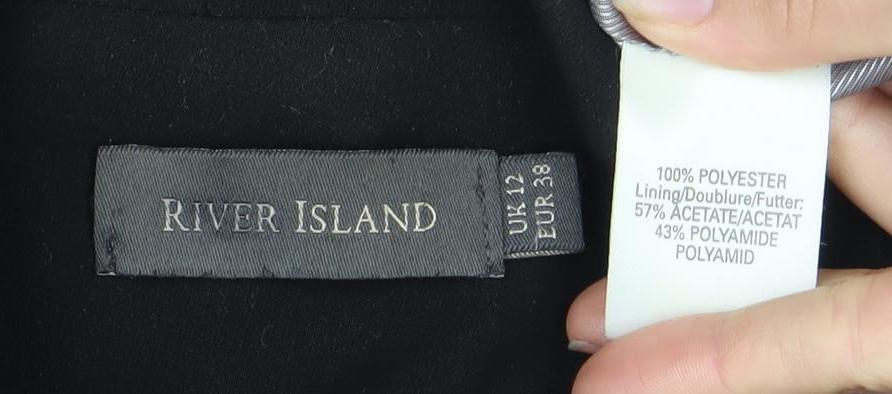 RIVER ISLAND
UK 12
EUR 38
100% POLYESTER
Lining/Doublure/Futter:
57% ACETATE/ACETAT
43% POLYAMIDE
POLYAMID